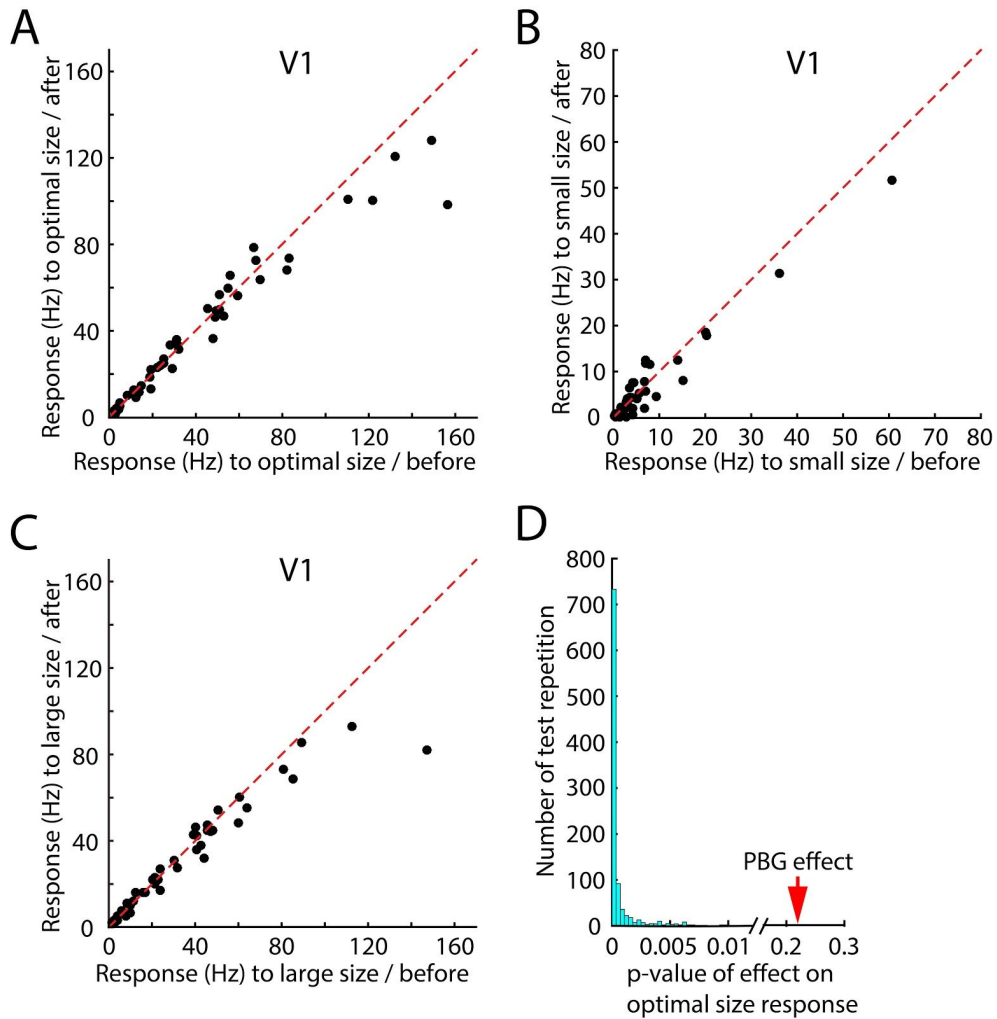 A
V1
Response (Hz) to optimal size / after
160
120
80
40
0
0 40 80 120 160
Response (Hz) to optimal size / before
B
V1
Response (Hz) to small size / after
80
70
60
50
40
30
20
10
0
0 10 20 30 40 50 60 70 80
Response (Hz) to small size / before
C
V1
Response (Hz) to large size / after
160
120
80
40
0
0 40 80 120 160
Response (Hz) to large size / before
D
Number of test repetition
800
700
600
500
400
300
200
100
0
PBG effect
0 0.005 0.01 0.2 0.3
p-value of effect on
optimal size response